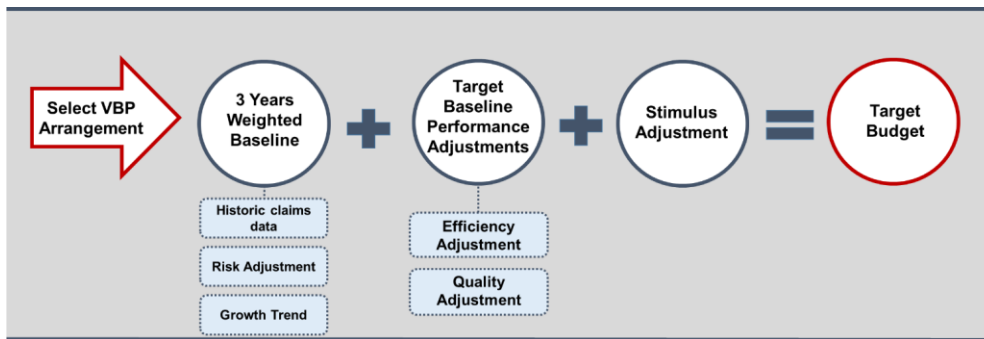 Select VBP
Arrangement
3 Years
Weighted
Baseline
+
Target
Baseline
Performance
Adjustments
+
Stimulus
Adjustment
=
Target
Budget
Historic claims
data
Risk Adjustment
Growth Trend
Efficiency
Adjustment
Quality
Adjustment